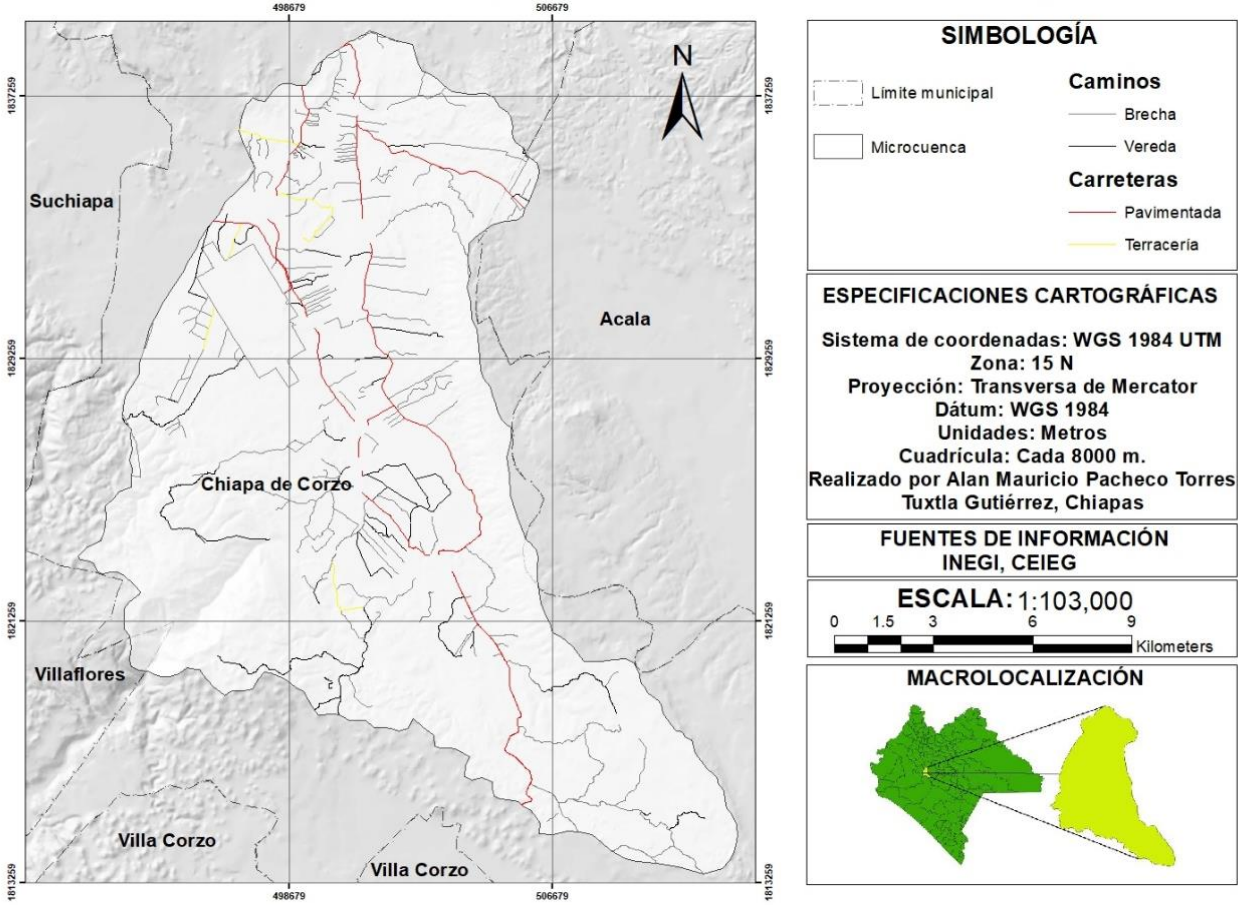 498679
506679
1837259
1837259
N
Suchiapa
Acala
1829259
1829259
Chiapa de Corzo
1821259
1821259
Villaflores
Villa Corzo
Villa Corzo
1813259
1813259
498679
506679
SIMBOLOGÍA
Límite municipal
Microcuenca
Caminos
Brecha
Vereda
Carreteras
Pavimentada
Terracería
ESPECIFICACIONES CARTOGRÁFICAS
Sistema de coordenadas: WGS 1984 UTM
Zona: 15 N
Proyección: Transversa de Mercator
Dátum: WGS 1984
Unidades: Metros
Cuadrícula: Cada 8000 m.
Realizado por Alan Mauricio Pacheco Torres
Tuxtla Gutiérrez, Chiapas
FUENTES DE INFORMACIÓN
INEGI, CEIEG
ESCALA: 1:103,000
0 1.5 3 6 9
Kilometers
MACROLOCALIZACIÓN